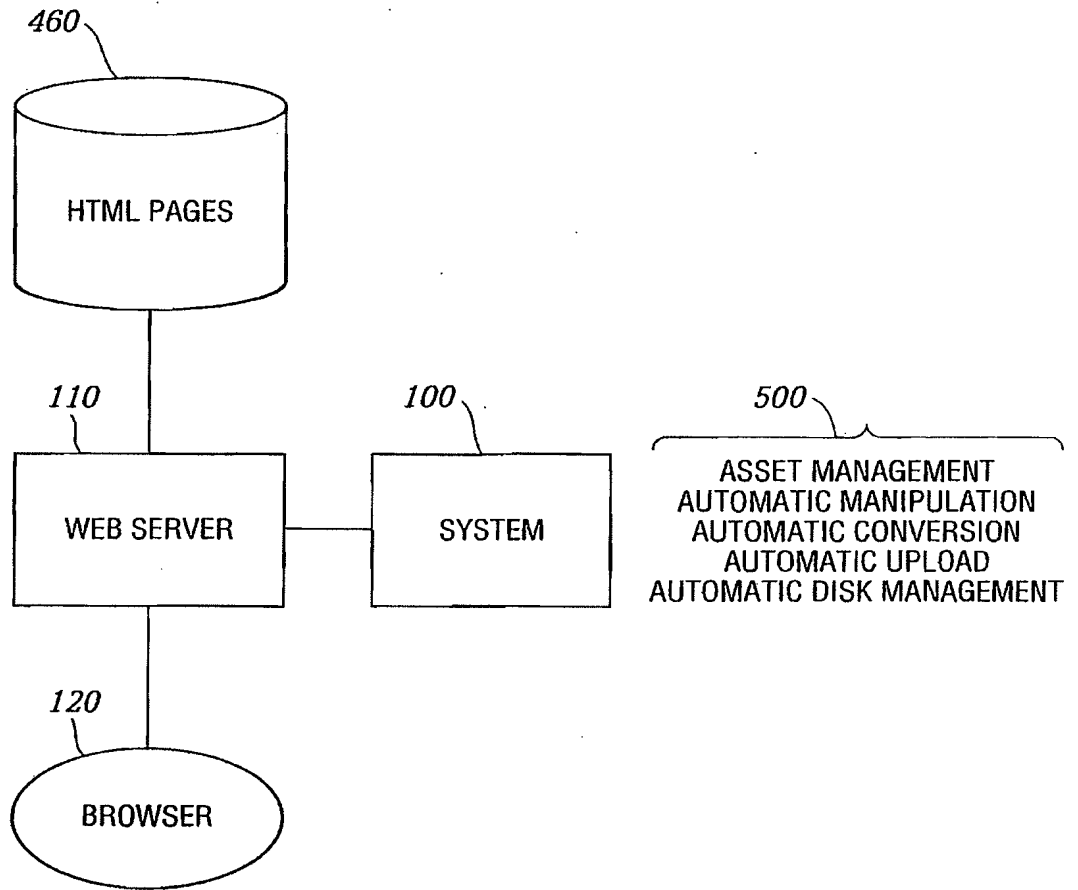 460
HTML PAGES
110
100
500
WEB SERVER
SYSTEM
ASSET MANAGEMENT
AUTOMATIC MANIPULATION
AUTOMATIC CONVERSION
AUTOMATIC UPLOAD
AUTOMATIC DISK MANAGEMENT
120
BROWSER